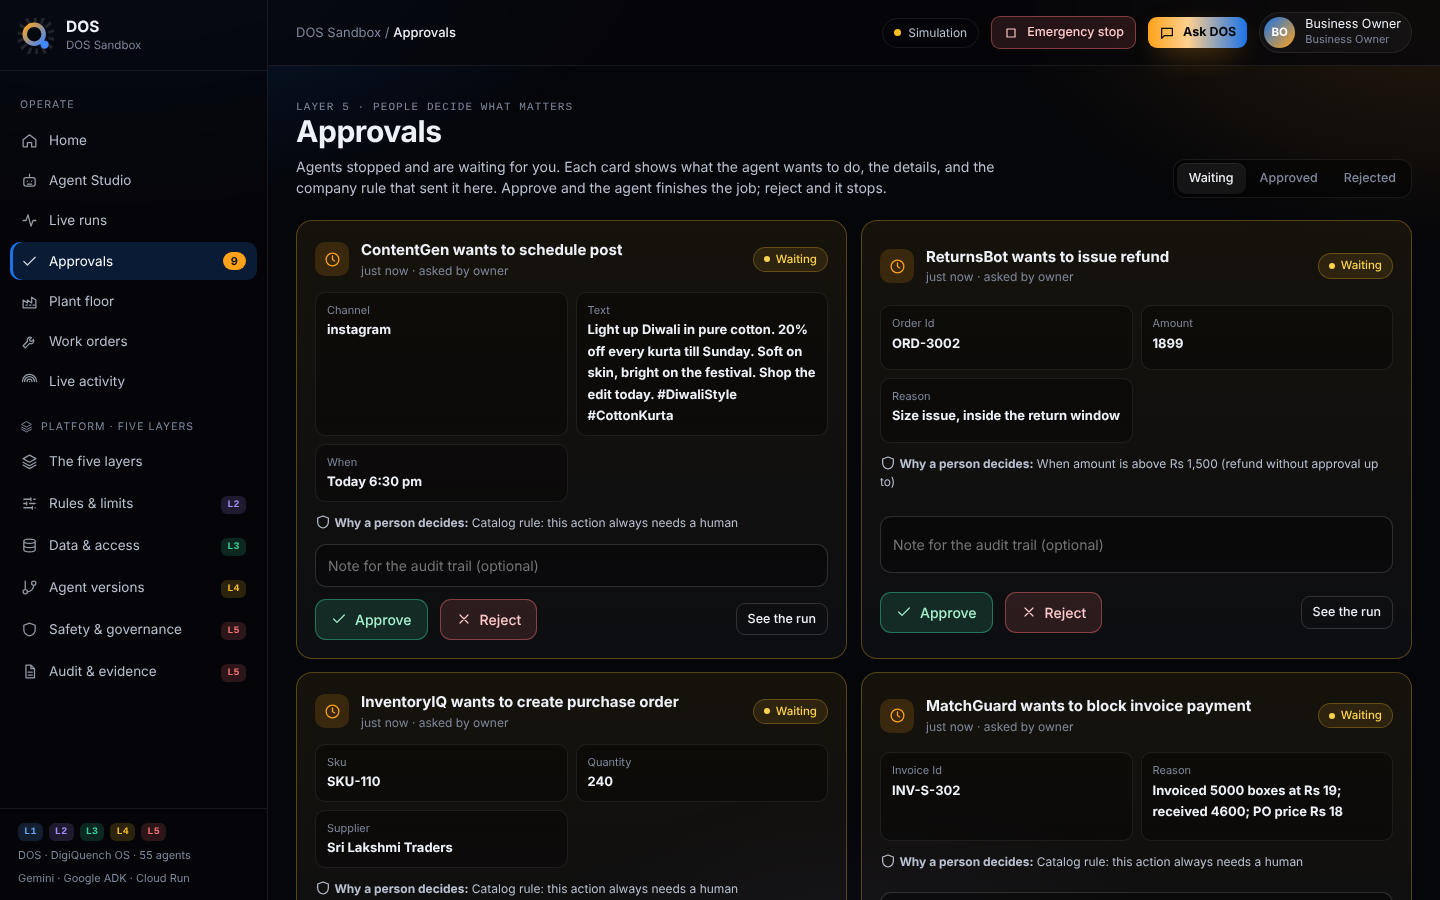 DOS
DOS Sandbox
OPERATE
Home
Agent Studio
Live runs
Approvals
9
Plant floor
Work orders
Live activity
PLATFORM · FIVE LAYERS
The five layers
Rules & limits
L2
Data & access
L3
Agent versions
L4
Safety & governance
L5
Audit & evidence
L5
L1 L2 L3 L4 L5
DOS · DigiQuench OS · 55 agents
Gemini · Google ADK · Cloud Run
DOS Sandbox / Approvals
Simulation
Emergency stop
Ask DOS
BO
Business Owner
Business Owner
LAYER 5 · PEOPLE DECIDE WHAT MATTERS
Approvals
Agents stopped and are waiting for you. Each card shows what the agent wants to do, the details, and the
company rule that sent it here. Approve and the agent finishes the job; reject and it stops.
Waiting
Approved
Rejected
ContentGen wants to schedule post
just now · asked by owner
Waiting
Channel
instagram
Text
Light up Diwali in pure cotton. 20%
off every kurta till Sunday. Soft on
skin, bright on the festival. Shop the
edit today. #DiwaliStyle
#CottonKurta
When
Today 6:30 pm
Why a person decides: Catalog rule: this action always needs a human
Note for the audit trail (optional)
Approve
Reject
See the run
ReturnsBot wants to issue refund
just now · asked by owner
Waiting
Order Id
ORD-3002
Amount
1899
Reason
Size issue, inside the return window
Why a person decides: When amount is above Rs 1,500 (refund without approval up
to)
Note for the audit trail (optional)
Approve
Reject
See the run
InventoryIQ wants to create purchase order
just now · asked by owner
Waiting
Sku
SKU-110
Quantity
240
Supplier
Sri Lakshmi Traders
Why a person decides: Catalog rule: this action always needs a human
MatchGuard wants to block invoice payment
just now · asked by owner
Waiting
Invoice Id
INV-S-302
Reason
Invoiced 5000 boxes at Rs 19;
received 4600; PO price Rs 18
Why a person decides: Catalog rule: this action always needs a human